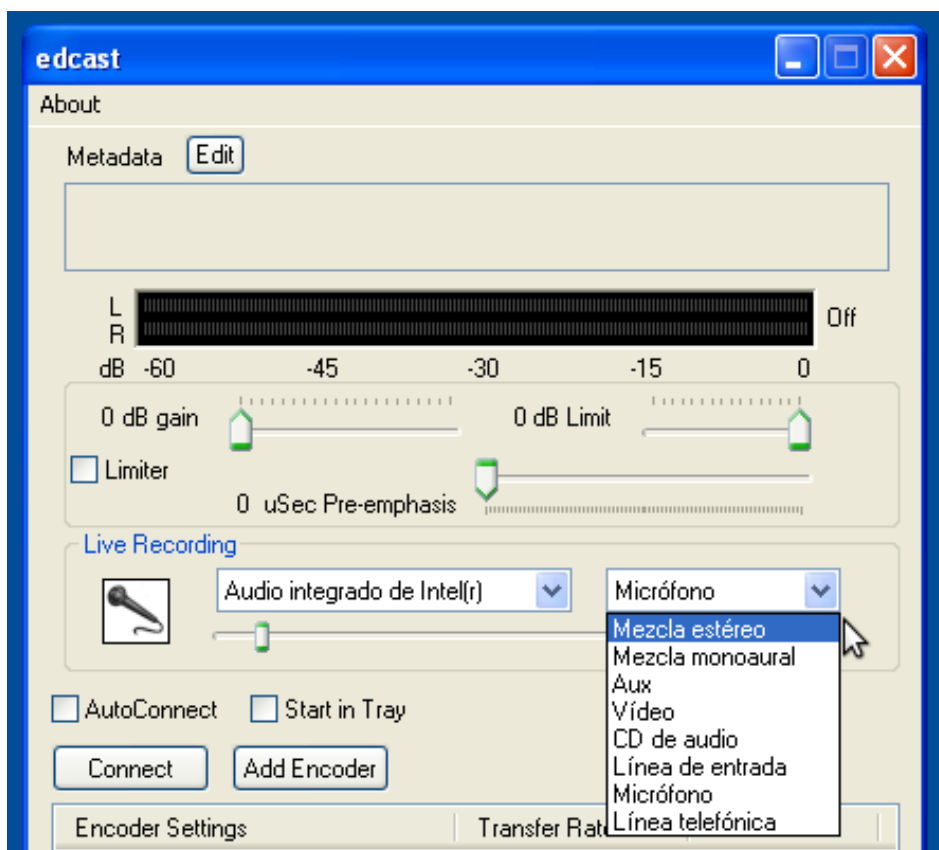 edcast
About
Metadata Edit
L
R
Off
dB -60 -45 -30 -15 0
0 dB gain 0 dB Limit
Limiter
0 uSec Pre-emphasis
Live Recording
Audio integrado de Intel(r) Micrófono
Mezcla estéreo
Mezcla monoaural
Aux
Vídeo
CD de audio
Línea de entrada
Micrófono
Línea telefónica
AutoConnect Start in Tray
Connect Add Encoder
Encoder Settings Transfer Rat